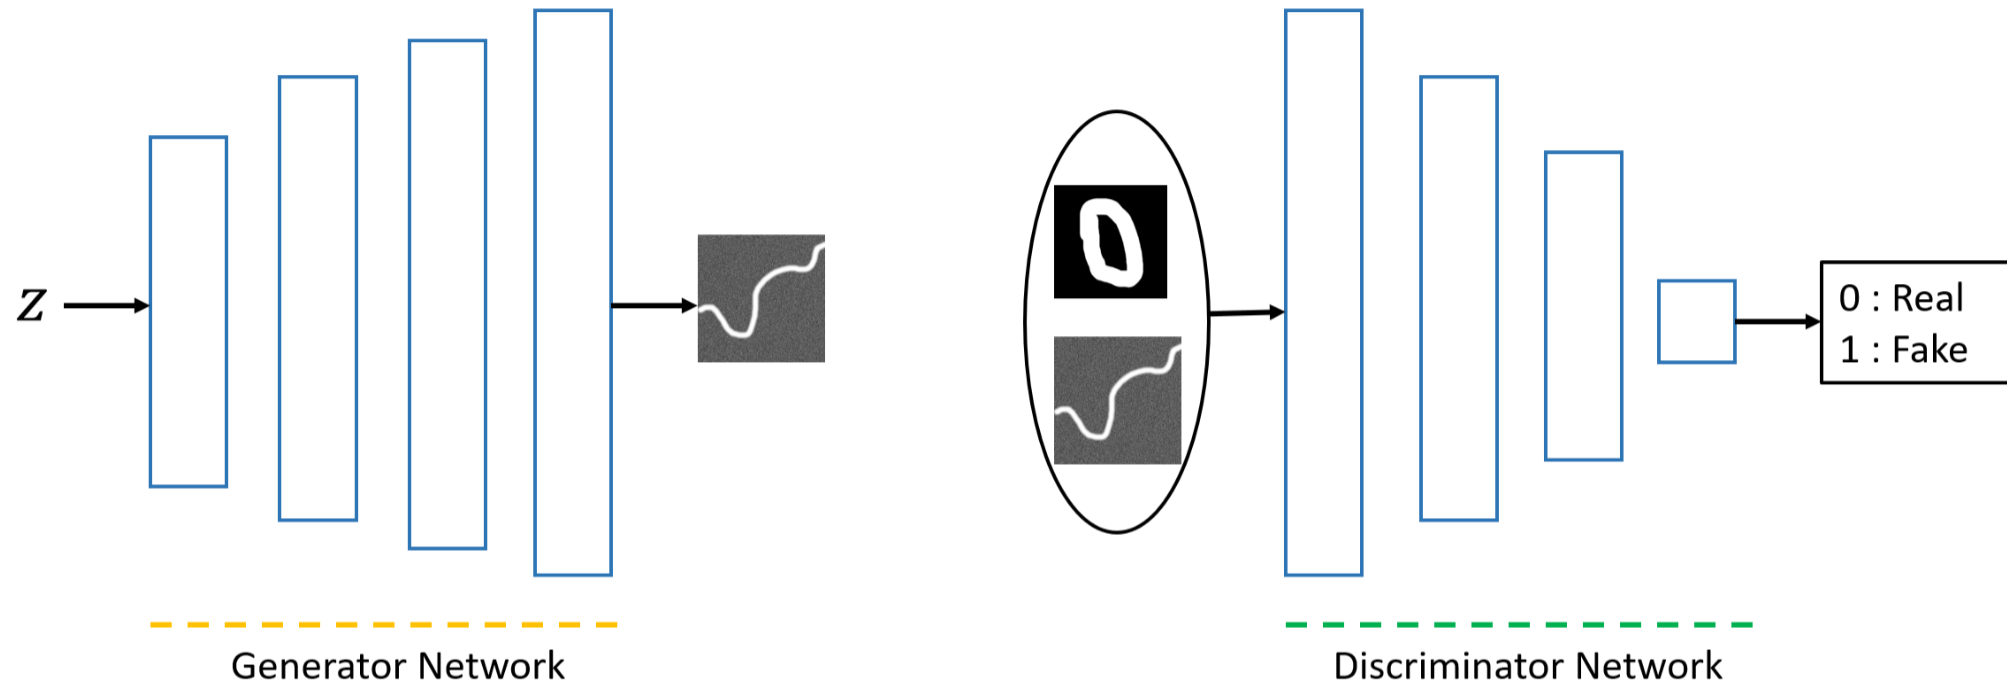 z
0 : Real
1 : Fake
Generator Network
Discriminator Network